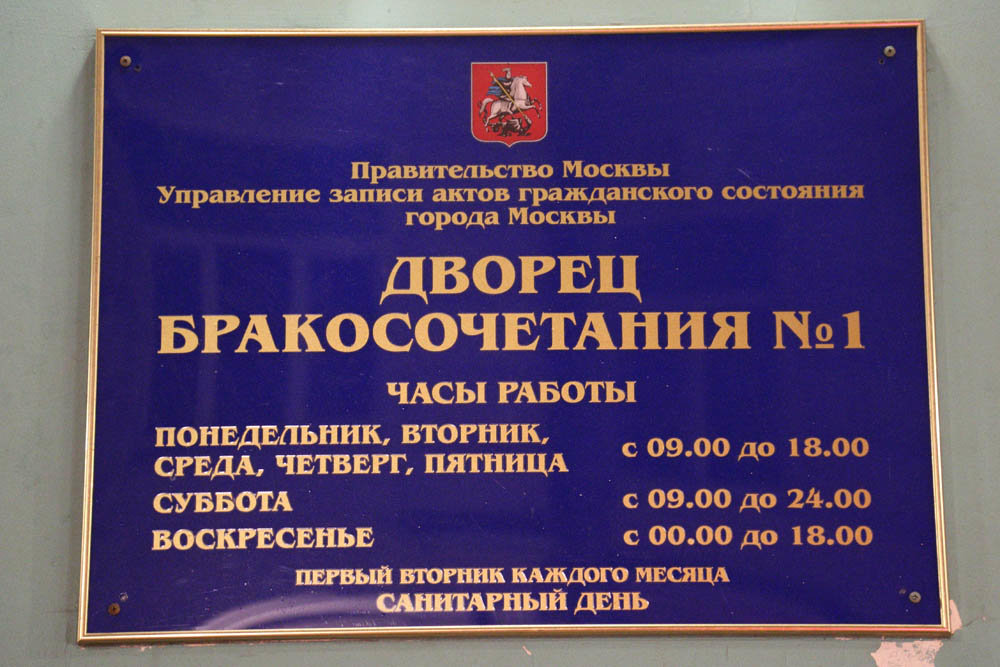 Правительство Москвы
Управление записи актов гражданского состояния
города Москвы
ДВОРЕЦ
БРАКОСОЧЕТАНИЯ №1
ЧАСЫ РАБОТЫ
ПОНЕДЕЛЬНИК, ВТОРНИК,
СРЕДА, ЧЕТВЕРГ, ПЯТНИЦА с 09.00 до 18.00
СУББОТА с 09.00 до 24.00
ВОСКРЕСЕНЬЕ с 00.00 до 18.00
ПЕРВЫЙ ВТОРНИК КАЖДОГО МЕСЯЦА
САНИТАРНЫЙ ДЕНЬ